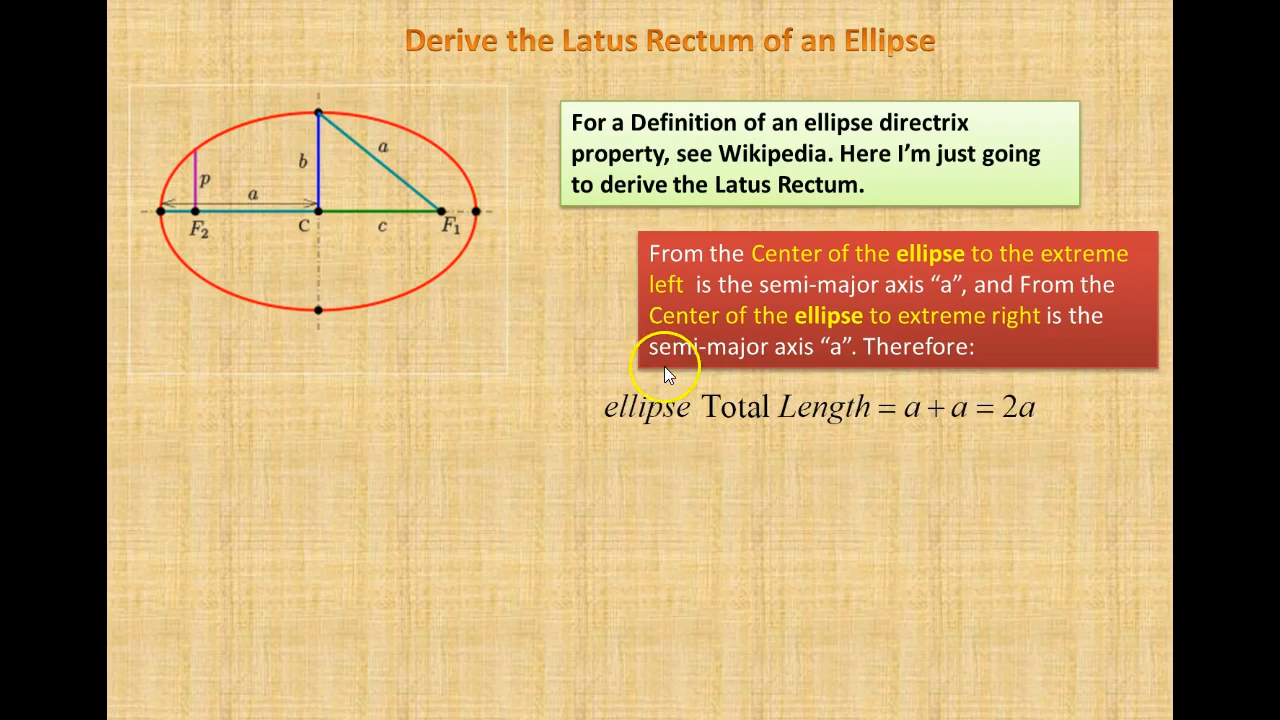 Derive the Latus Rectum of an Ellipse
b
a
p
a
F₂
C
c
F₁
For a Definition of an ellipse directrix
property, see Wikipedia. Here I’m just going
to derive the Latus Rectum.
From the Center of the ellipse to the extreme
left is the semi-major axis “a”, and From the
Center of the ellipse to extreme right is the
semi-major axis “a”. Therefore:
ellipse Total Length = a + a = 2a